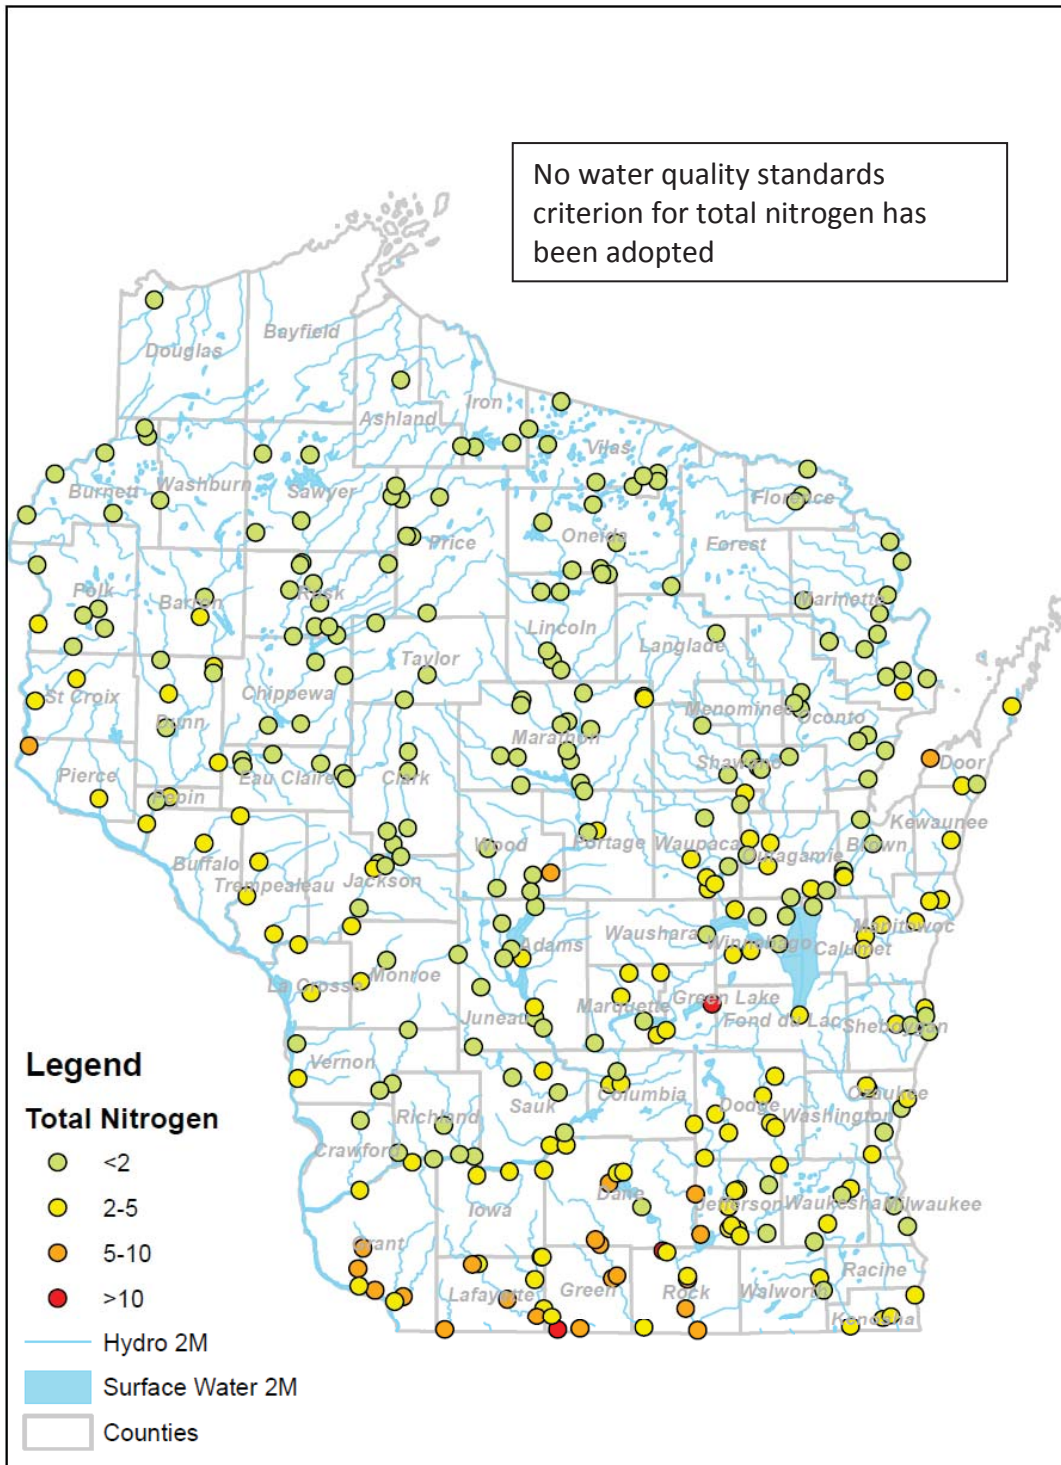 No water quality standards
criterion for total nitrogen has
been adopted
Bayfield
Douglas
Iron
Ashland
Vilas
Washburn
Burnett
Sawyer
Florence
Oneida
Price
Forest
Polk
Barron
Rusk
Marinette
Lincoln
Langlade
Taylor
St Croix
Chippewa
Menominee
Oconto
Dunn
Marathon
Shawano
Door
Pierce
Eau Claire
Clark
Pepin
Kewaunee
Wood
Portage
Waupaca
Outagamie
Brown
Buffalo
Trempealeau
Jackson
Waushara
Winnebago
Calumet
Manitowoc
Adams
Monroe
La Crosse
Marquette
Green Lake
Juneau
Fond du Lac
Sheboygan
Vernon
Columbia
Sauk
Dodge
Ozaukee
Washington
Richland
Crawford
Dane
Jefferson
Waukesha
Milwaukee
Iowa
Grant
Racine
Lafayette
Green
Rock
Walworth
Kenosha
Legend
Total Nitrogen
<2
2-5
5-10
>10
Hydro 2M
Surface Water 2M
Counties